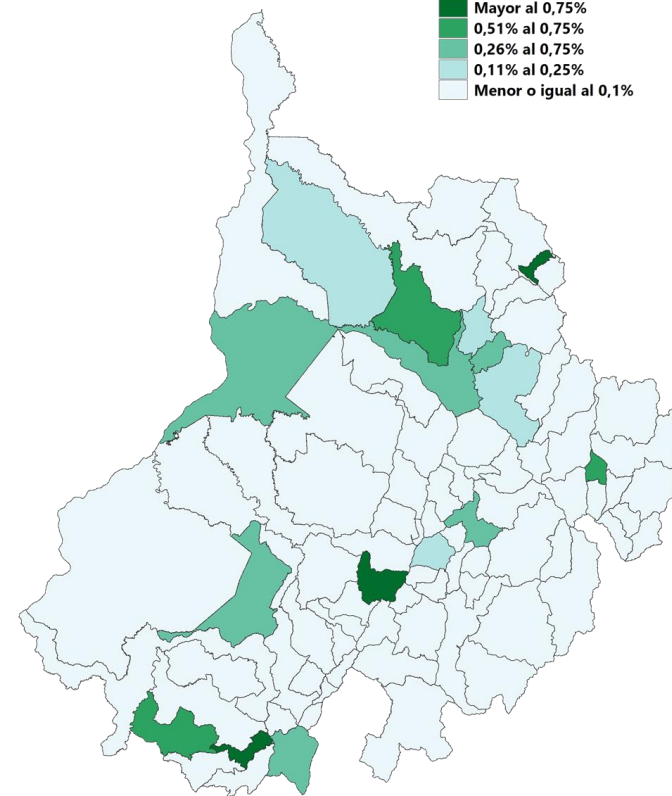 Mayor al 0,75%
0,51% al 0,75%
0,26% al 0,75%
0,11% al 0,25%
Menor o igual al 0,1%